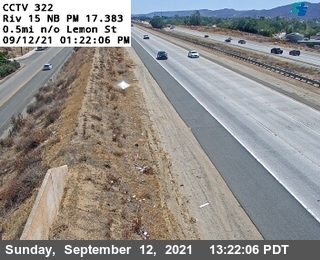 CCTV 322
Riv 15 NB PM 17.383
0.5mi n/o Lemon St
09/12/21 01:22:06 PM
Sunday, September 12, 2021 13:22:06 PDT